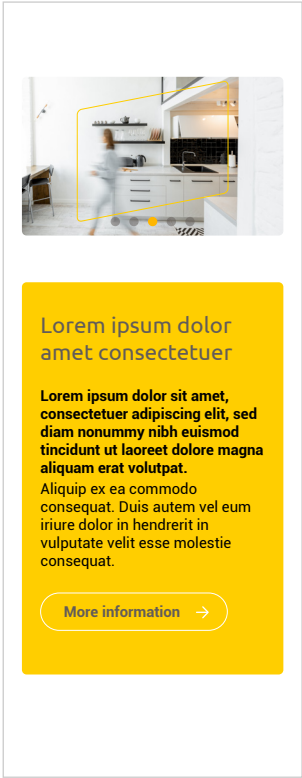 Lorem ipsum dolor
amet consectetuer
Lorem ipsum dolor sit amet,
consectetuer adipiscing elit, sed
diam nonummy nibh euismod
tincidunt ut laoreet dolore magna
aliquam erat volutpat.
Aliquip ex ea commodo
consequat. Duis autem vel eum
iriure dolor in hendrerit in
vulputate velit esse molestie
consequat.
More information